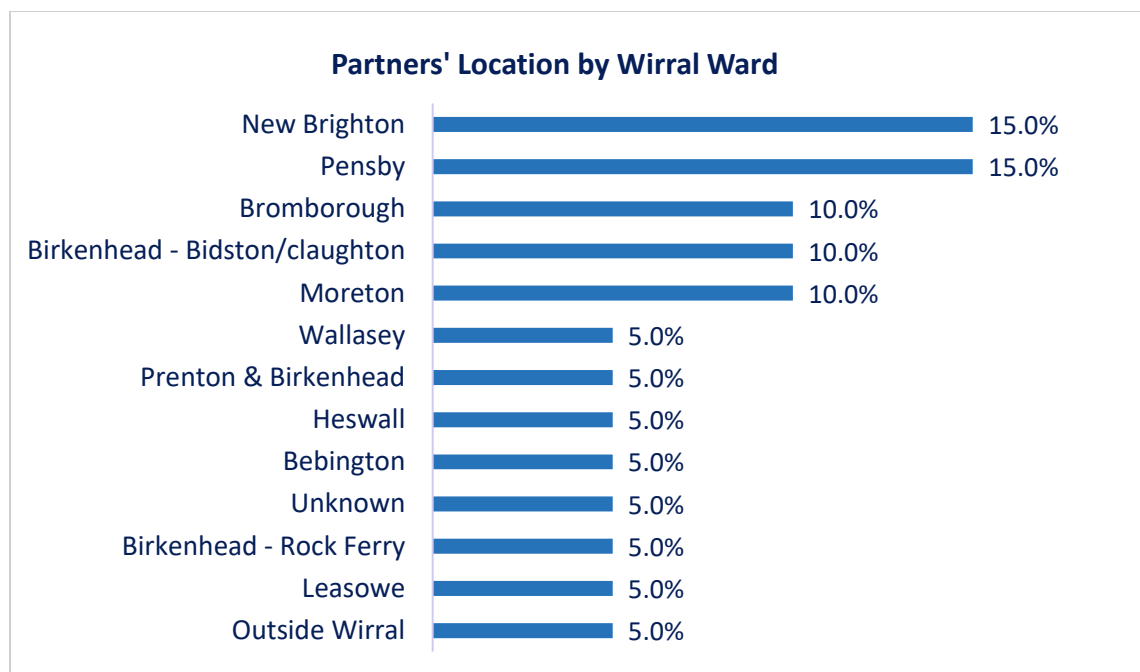 Partners' Location by Wirral Ward
New Brighton 15.0%
Pensby 15.0%
Bromborough 10.0%
Birkenhead - Bidston/claughton 10.0%
Moreton 10.0%
Wallasey 5.0%
Prenton & Birkenhead 5.0%
Heswall 5.0%
Bebington 5.0%
Unknown 5.0%
Birkenhead - Rock Ferry 5.0%
Leasowe 5.0%
Outside Wirral 5.0%